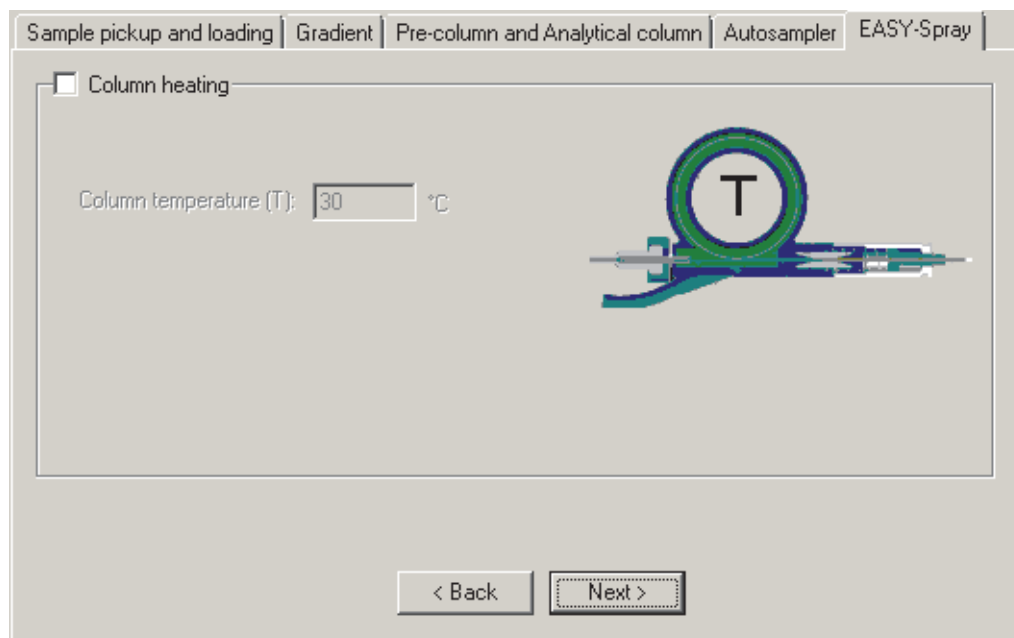 Sample pickup and loading Gradient Pre-column and Analytical column Autosampler EASY-Spray
Column heating
T
Column temperature (T): 30 °C
< Back Next >